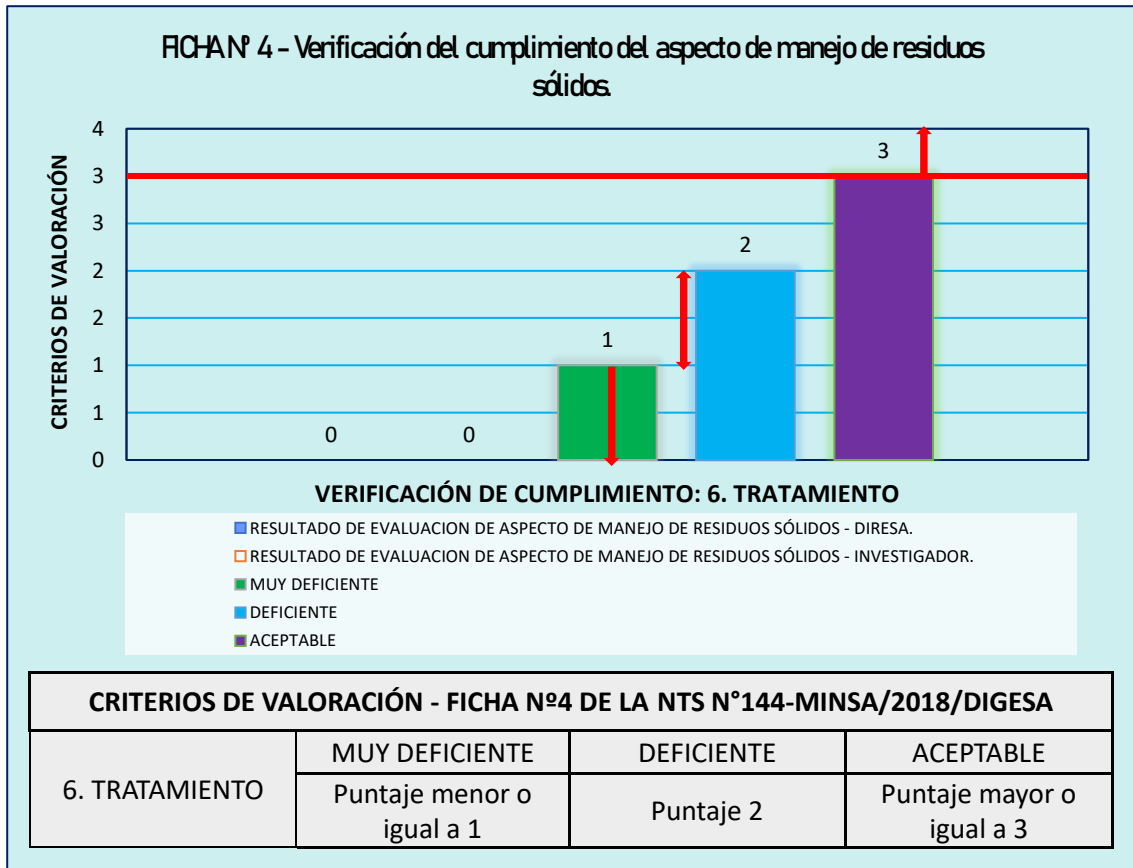 FICHA Nº 4 – Verificación del cumplimiento del aspecto de manejo de residuos
sólidos.
CRITERIOS DE VALORACIÓN
4
3
3
2
2
1
1
0
0
0
1
2
3
VERIFICACIÓN DE CUMPLIMIENTO: 6. TRATAMIENTO
RESULTADO DE EVALUACION DE ASPECTO DE MANEJO DE RESIDUOS SÓLIDOS - DIRESA.
RESULTADO DE EVALUACION DE ASPECTO DE MANEJO DE RESIDUOS SÓLIDOS - INVESTIGADOR.
MUY DEFICIENTE
DEFICIENTE
ACEPTABLE
CRITERIOS DE VALORACIÓN - FICHA Nº4 DE LA NTS N°144-MINSA/2018/DIGESA
6. TRATAMIENTO
MUY DEFICIENTE
DEFICIENTE
ACEPTABLE
Puntaje menor o
igual a 1
Puntaje 2
Puntaje mayor o
igual a 3